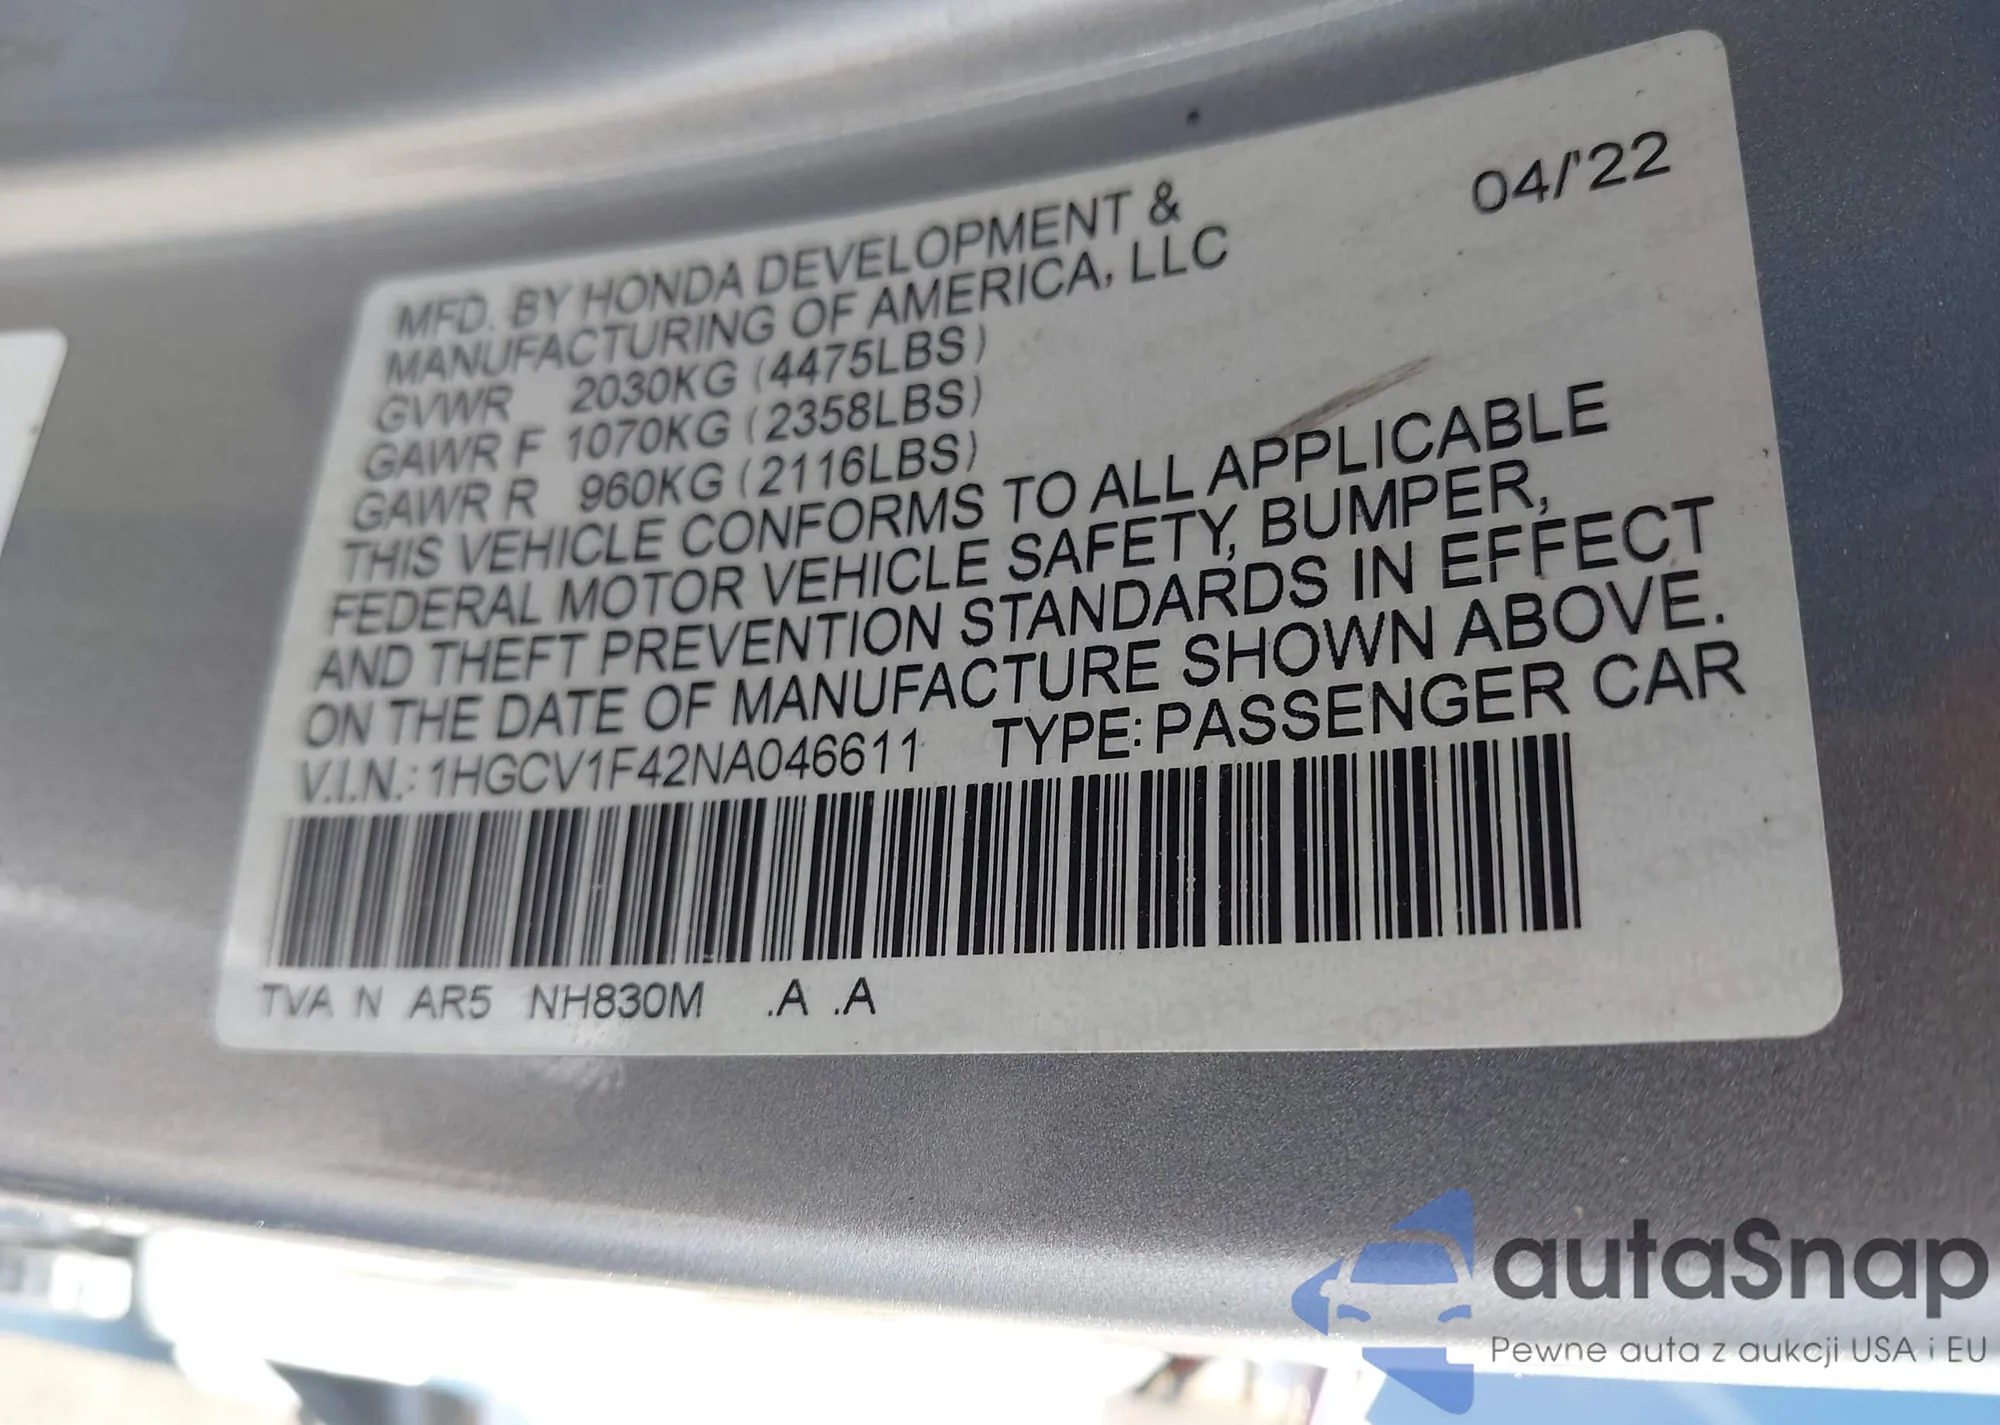 04/'22
MFD. BY HONDA DEVELOPMENT &
MANUFACTURING OF AMERICA, LLC
GVWR 2030KG (4475LBS)
GAWR F 1070KG (2358LBS)
GAWR R 960KG (2116LBS)
THIS VEHICLE CONFORMS TO ALL APPLICABLE
FEDERAL MOTOR VEHICLE SAFETY, BUMPER,
AND THEFT PREVENTION STANDARDS IN EFFECT
ON THE DATE OF MANUFACTURE SHOWN ABOVE.
V.I.N.: 1HGCV1F42NA046611 TYPE: PASSENGER CAR
TVA N AR5 NH830M .A .A
autaSnap
Pewne auta z aukcji USA i EU